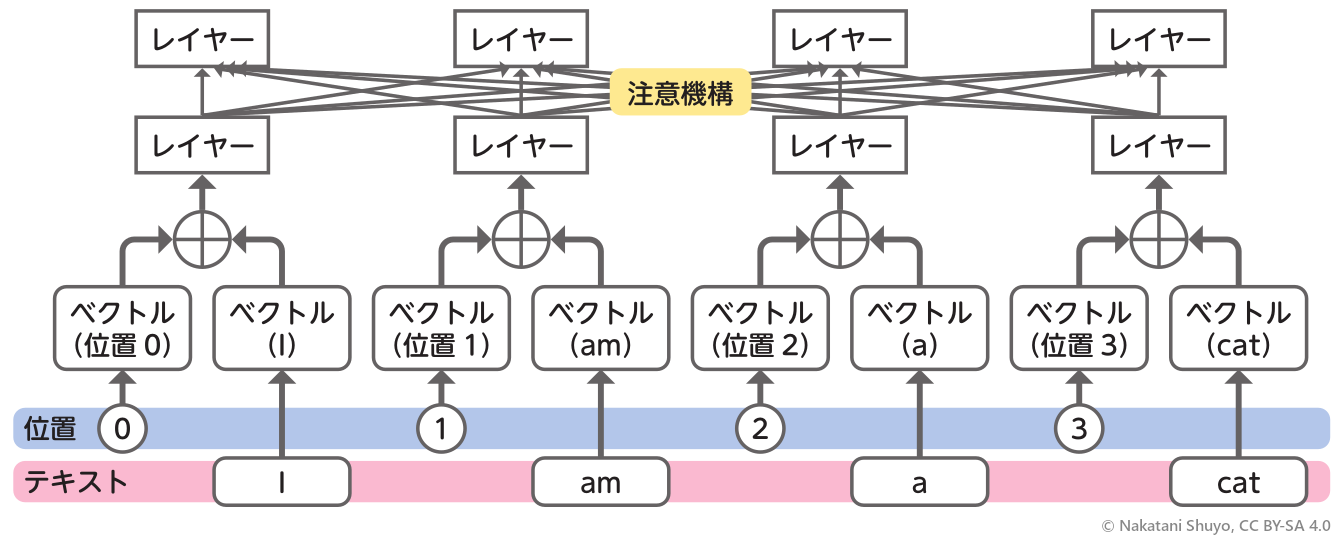 レイヤー
レイヤー
レイヤー
レイヤー
注意機構
レイヤー
レイヤー
レイヤー
レイヤー
ベクトル
(位置 0)
ベクトル
(I)
ベクトル
(位置 1)
ベクトル
(am)
ベクトル
(位置 2)
ベクトル
(a)
ベクトル
(位置 3)
ベクトル
(cat)
位置 0 1 2 3
テキスト I am a cat
© Nakatani Shuyo, CC BY-SA 4.0